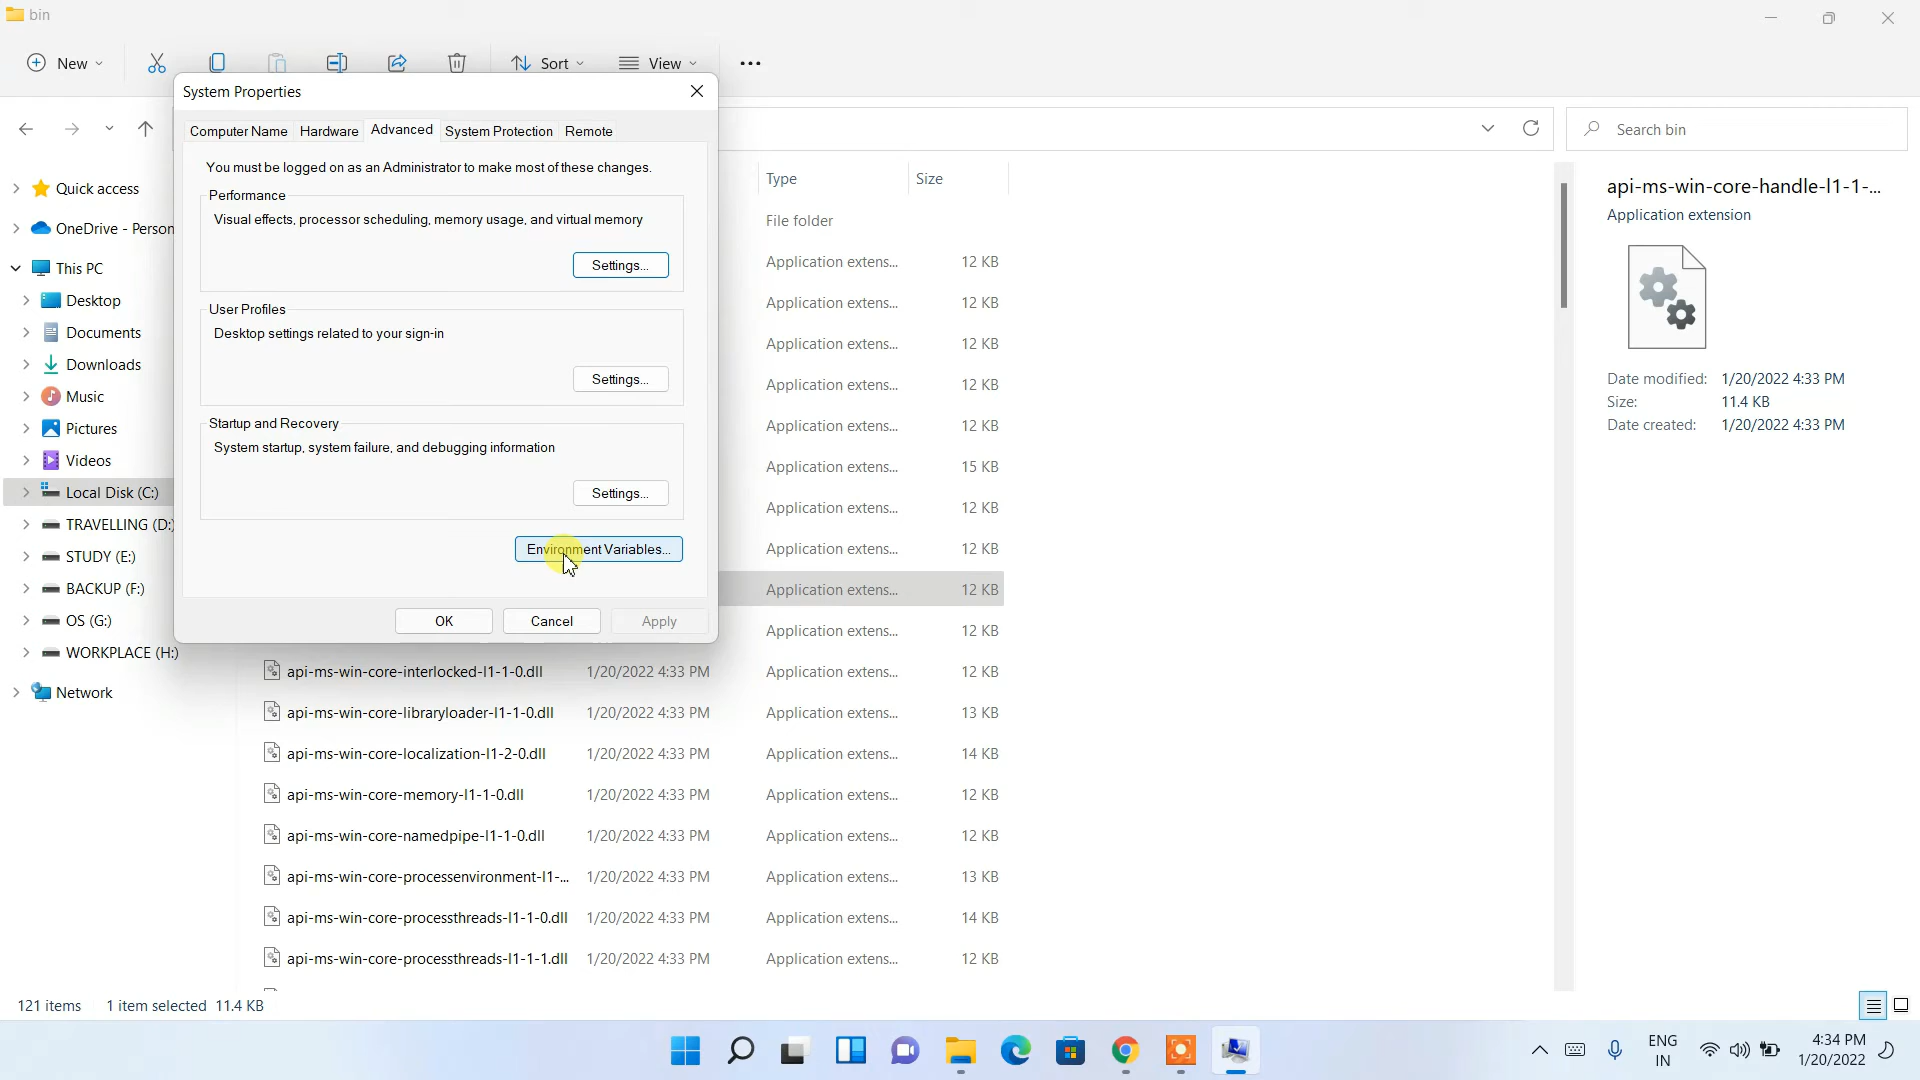 bin
New
Sort
View
System Properties
Computer Name Hardware Advanced System Protection Remote
You must be logged on as an Administrator to make most of these changes.
Performance
Visual effects, processor scheduling, memory usage, and virtual memory
Settings...
User Profiles
Desktop settings related to your sign-in
Settings...
Startup and Recovery
System startup, system failure, and debugging information
Settings...
Environment Variables...
OK Cancel Apply
Search bin
Quick access
OneDrive - Person
This PC
Desktop
Documents
Downloads
Music
Pictures
Videos
Local Disk (C:)
TRAVELLING (D:)
STUDY (E:)
BACKUP (F:)
OS (G:)
WORKPLACE (H:)
Network
Type Size
File folder
Application extens... 12 KB
Application extens... 12 KB
Application extens... 12 KB
Application extens... 12 KB
Application extens... 12 KB
Application extens... 15 KB
Application extens... 12 KB
Application extens... 12 KB
Application extens... 12 KB
Application extens... 12 KB
api-ms-win-core-interlocked-l1-1-0.dll 1/20/2022 4:33 PM Application extens... 12 KB
api-ms-win-core-libraryloader-l1-1-0.dll 1/20/2022 4:33 PM Application extens... 13 KB
api-ms-win-core-localization-l1-2-0.dll 1/20/2022 4:33 PM Application extens... 14 KB
api-ms-win-core-memory-l1-1-0.dll 1/20/2022 4:33 PM Application extens... 12 KB
api-ms-win-core-namedpipe-l1-1-0.dll 1/20/2022 4:33 PM Application extens... 12 KB
api-ms-win-core-processenvironment-l1-... 1/20/2022 4:33 PM Application extens... 13 KB
api-ms-win-core-processthreads-l1-1-0.dll 1/20/2022 4:33 PM Application extens... 14 KB
api-ms-win-core-processthreads-l1-1-1.dll 1/20/2022 4:33 PM Application extens... 12 KB
api-ms-win-core-handle-l1-1-...
Application extension
Date modified: 1/20/2022 4:33 PM
Size: 11.4 KB
Date created: 1/20/2022 4:33 PM
121 items 1 item selected 11.4 KB
ENG
IN
4:34 PM
1/20/2022